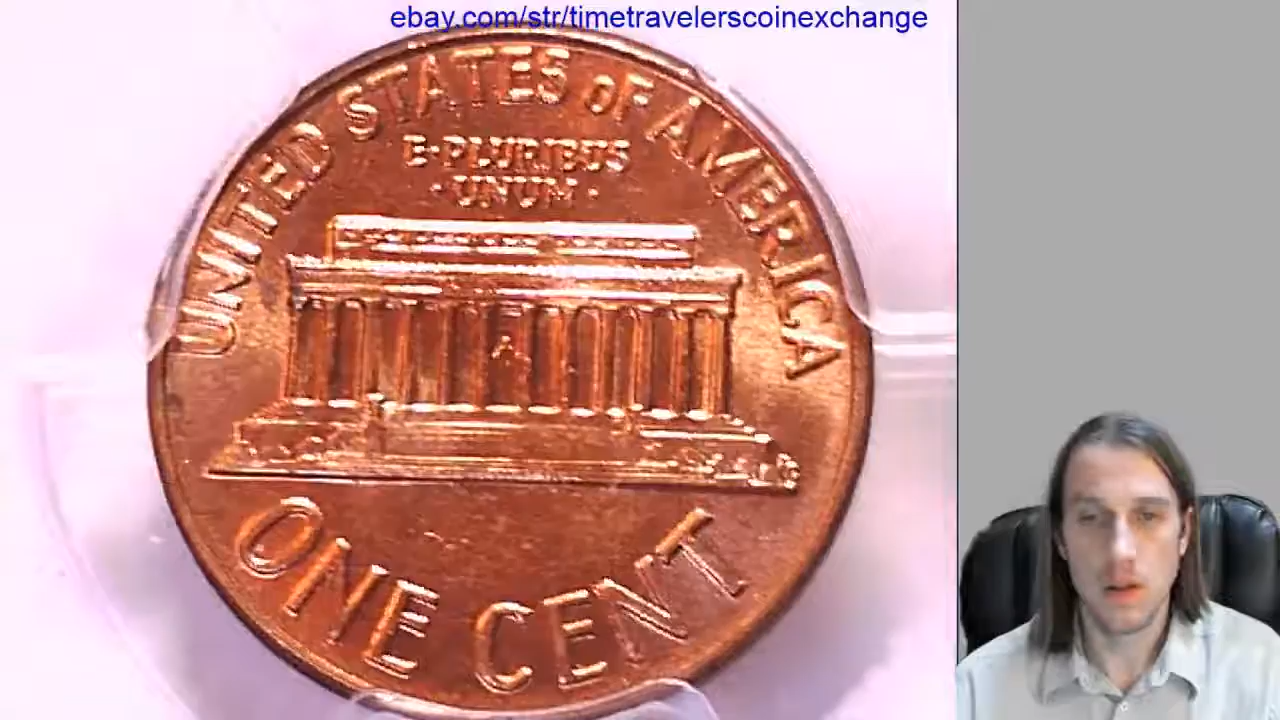 ebay.com/str/timetravelerscoinexchange
UNITED STATES OF AMERICA
E·PLURIBUS
·UNUM·
ONE CENT